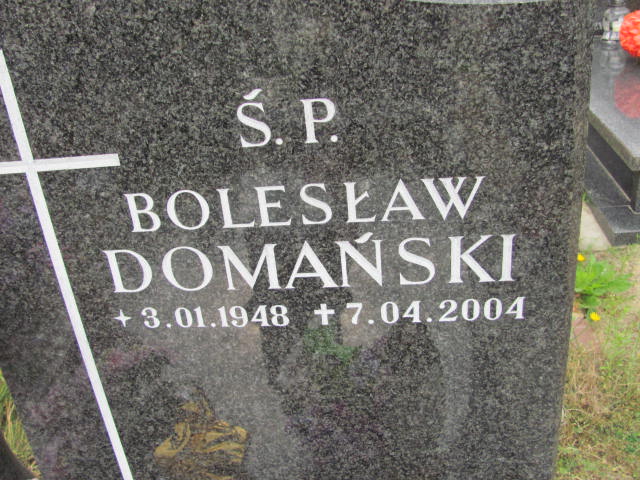 Ś. P.
BOLESŁAW
DOMAŃSKI
✦ 3.01.1948 ✝ 7.04.2004